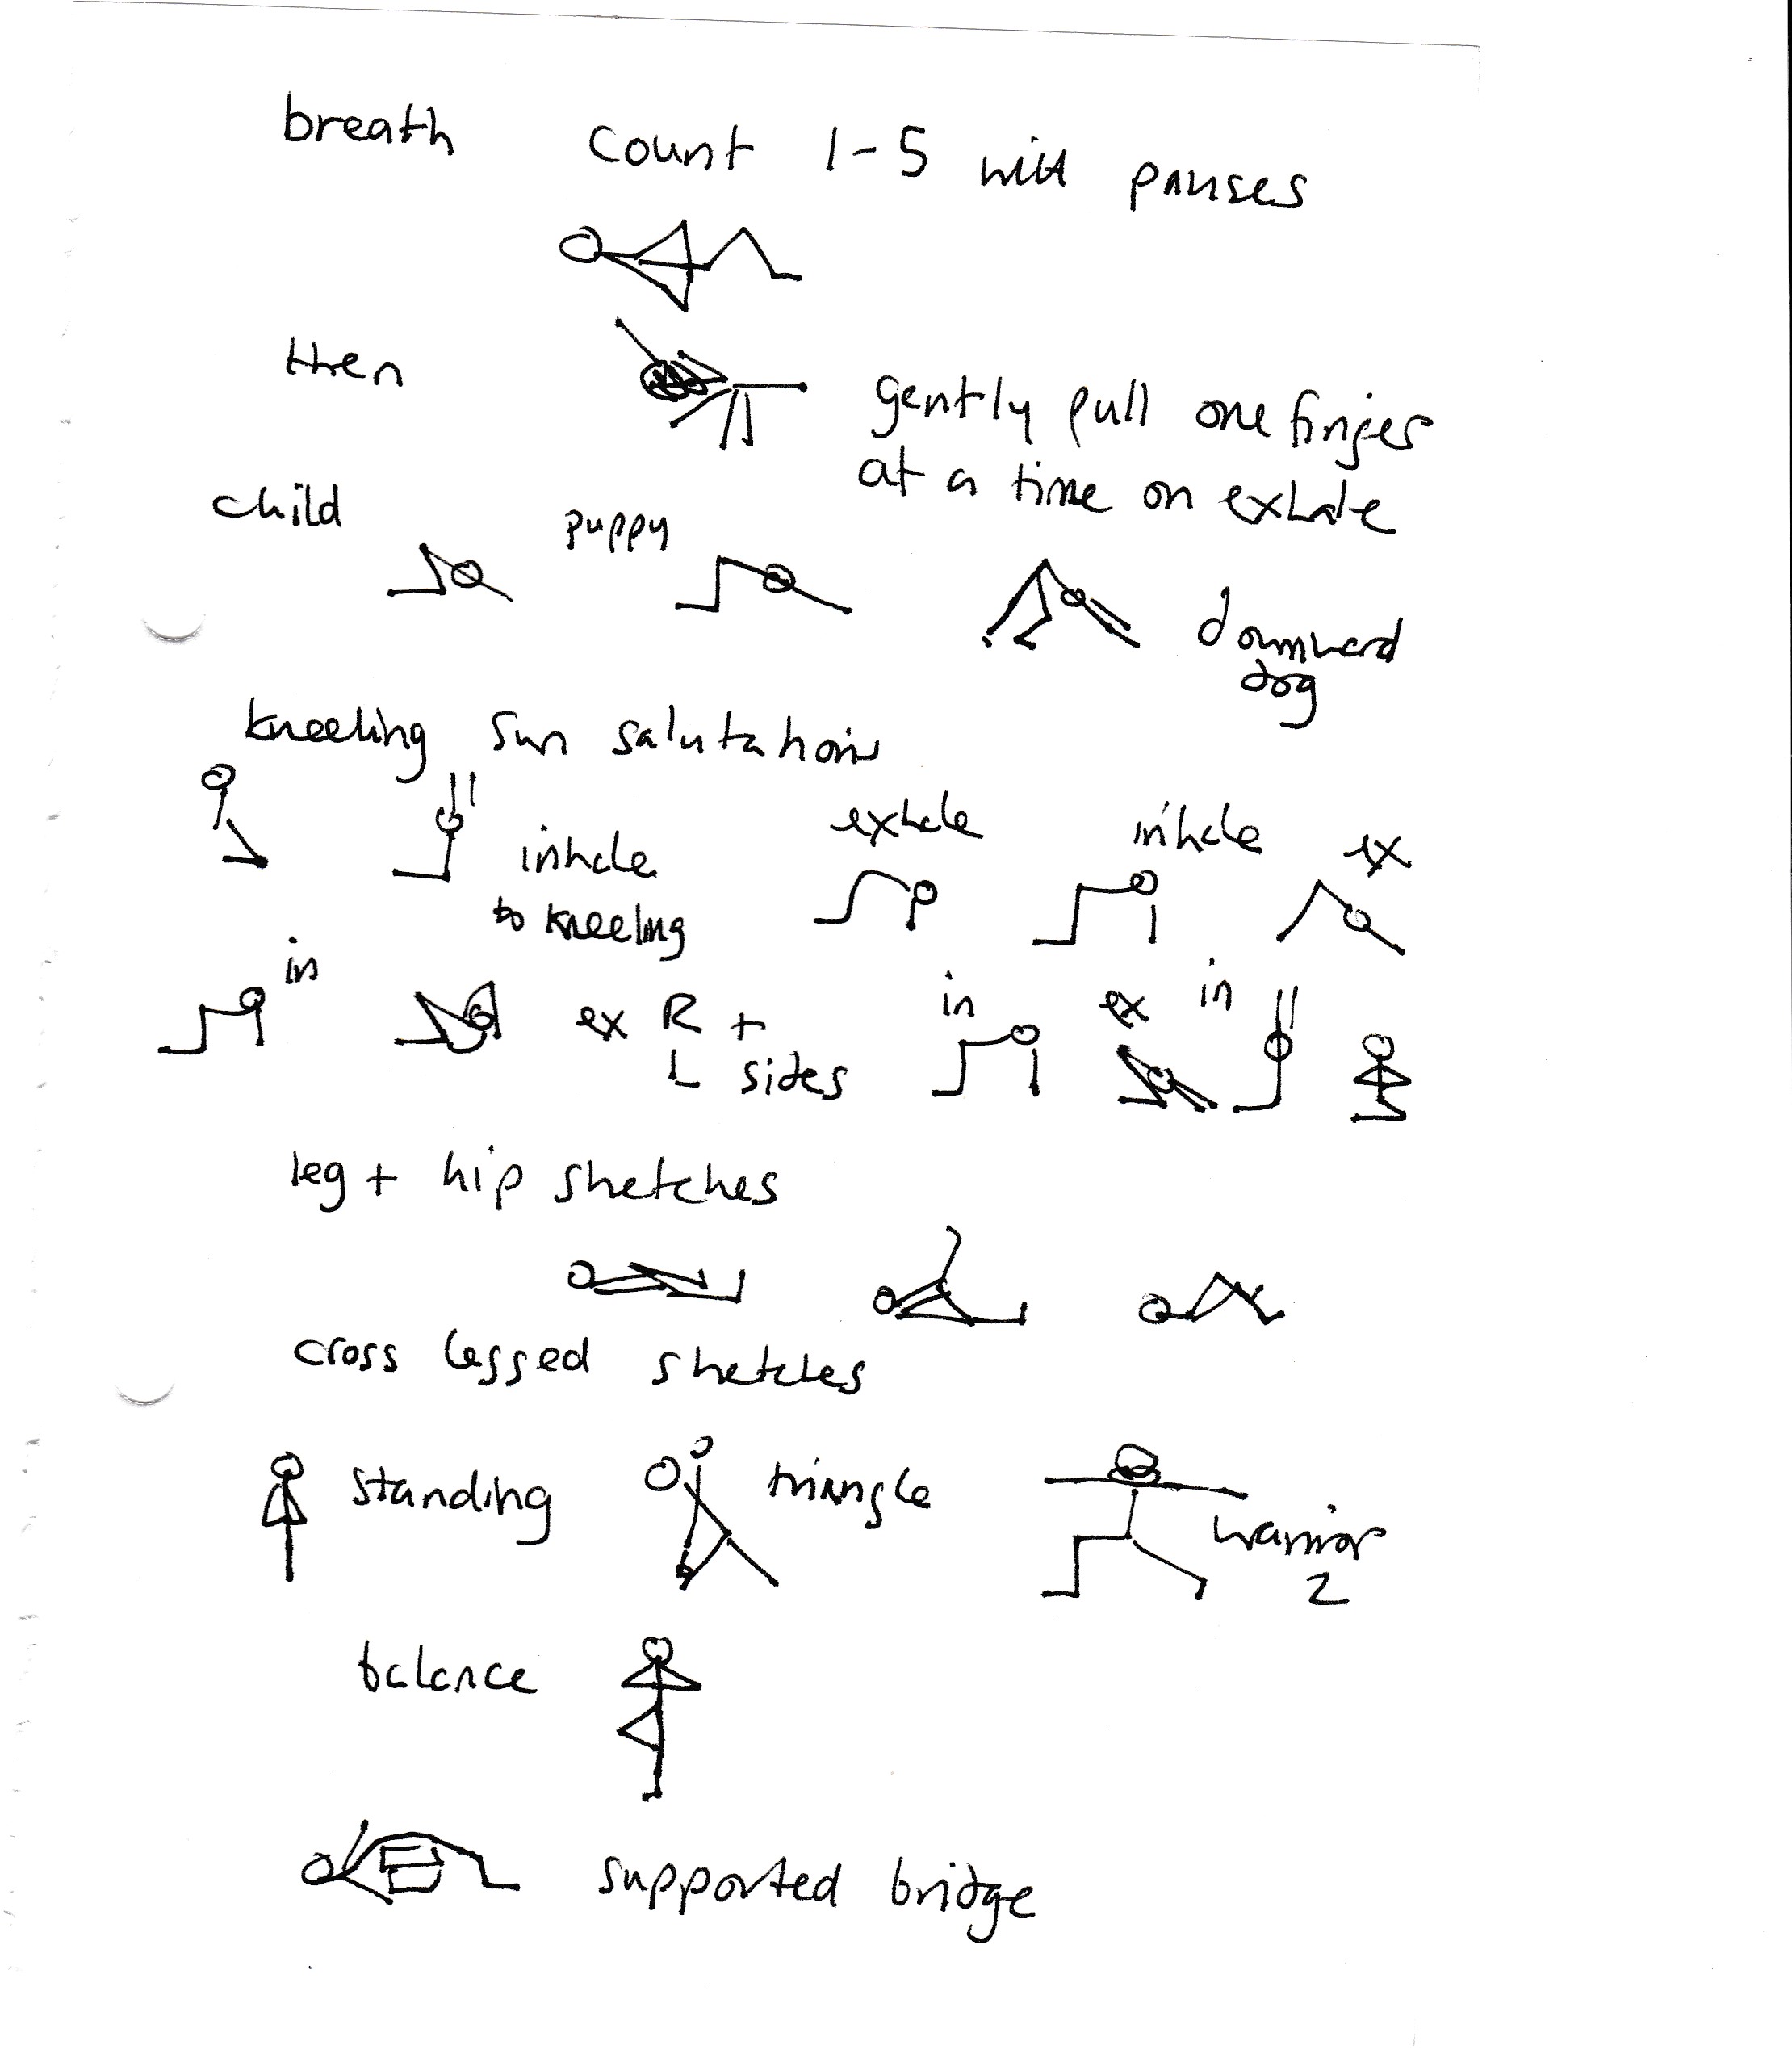 breath count 1-5 with pauses
then
gently pull one finger
at a time on exhale
child puppy
downward
dog
kneeling sun salutations
inhale
to kneeling
exhale inhale ex
in
ex R +
L sides
in ex in
leg + hip stretches
cross legged stretches
standing triangle
warrior
2
balance
supported bridge